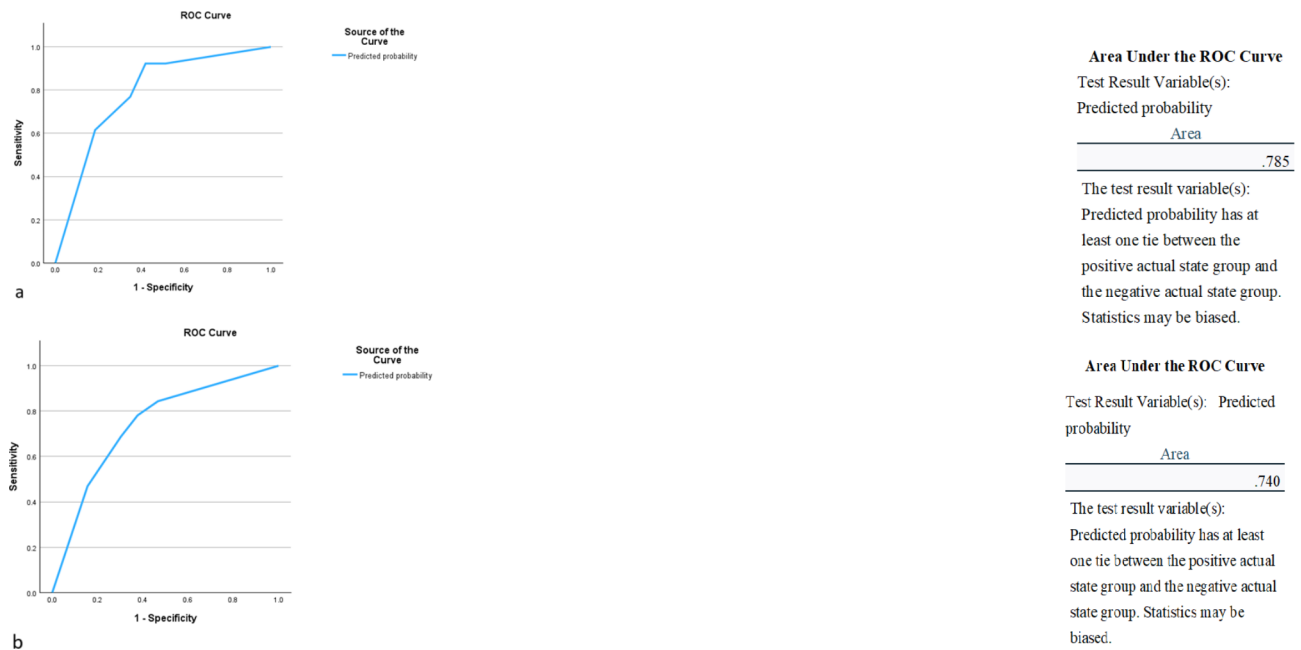 ROC Curve
Source of the
Curve
Predicted probability
1.0
0.8
0.6
0.4
0.2
0.0
Sensitivity
0.0 0.2 0.4 0.6 0.8 1.0
1 - Specificity
a
Area Under the ROC Curve
Test Result Variable(s):
Predicted probability
Area
.785
The test result variable(s):
Predicted probability has at
least one tie between the
positive actual state group and
the negative actual state group.
Statistics may be biased.
ROC Curve
Source of the
Curve
Predicted probability
1.0
0.8
0.6
0.4
0.2
0.0
Sensitivity
0.0 0.2 0.4 0.6 0.8 1.0
1 - Specificity
b
Area Under the ROC Curve
Test Result Variable(s): Predicted
probability
Area
.740
The test result variable(s):
Predicted probability has at least
one tie between the positive actual
state group and the negative actual
state group. Statistics may be
biased.